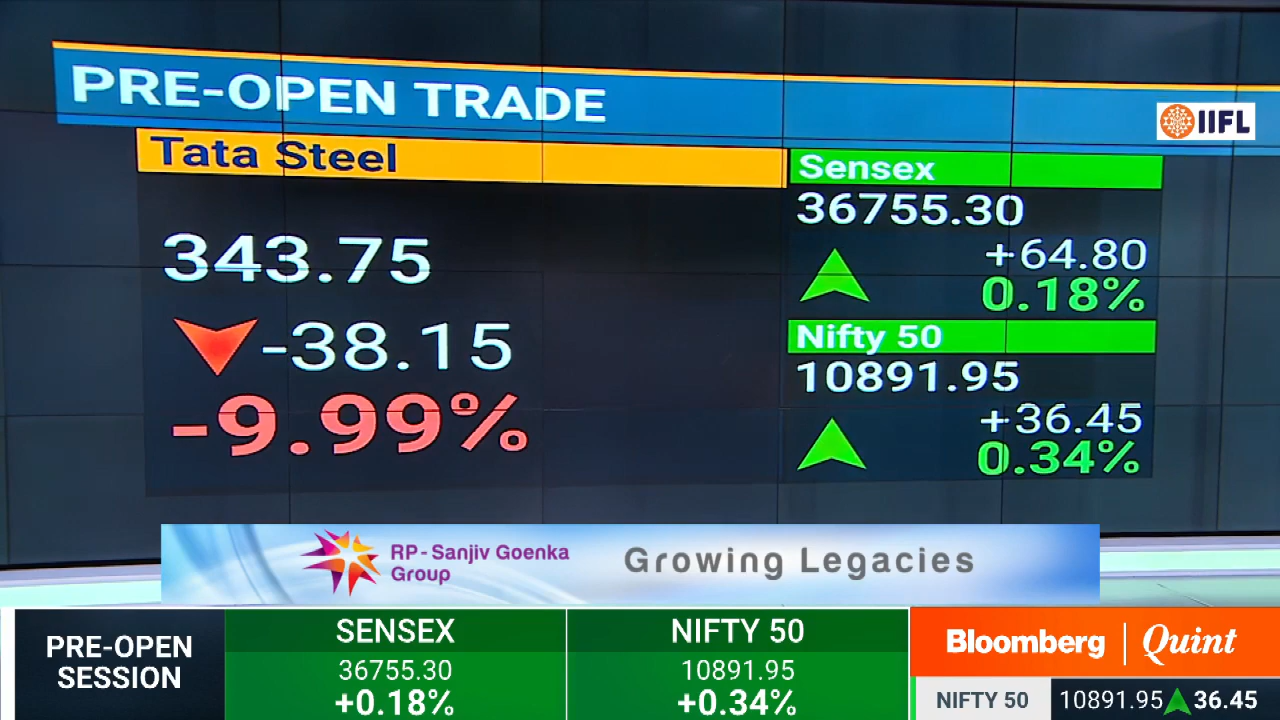 PRE-OPEN TRADE
IIFL
Tata Steel
343.75
-38.15
-9.99%
Sensex
36755.30
+64.80
0.18%
Nifty 50
10891.95
+36.45
0.34%
RP-Sanjiv Goenka
Group
Growing Legacies
PRE-OPEN
SESSION
SENSEX
36755.30
+0.18%
NIFTY 50
10891.95
+0.34%
Bloomberg | Quint
NIFTY 50 10891.95 36.45